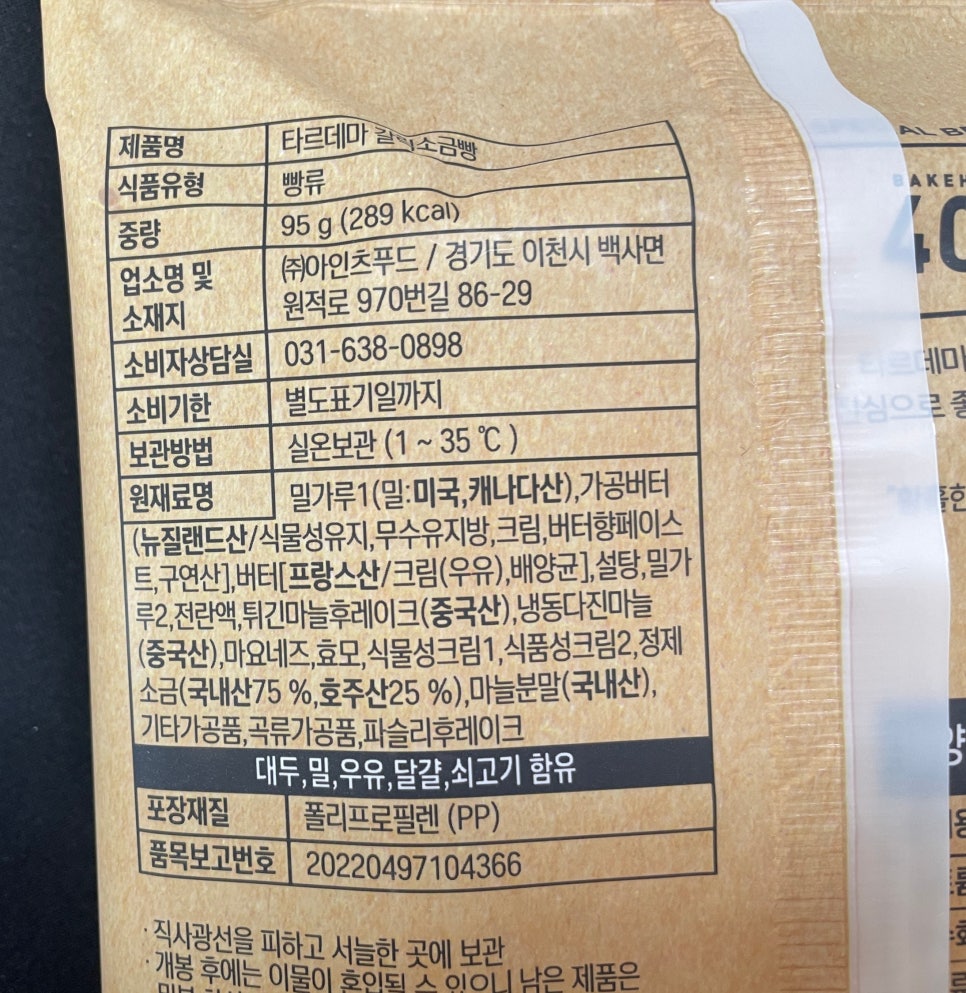 제품명 타르데마 갈릭소금빵
식품유형 빵류
중량 95 g (289 kcal)
업소명 및 소재지 ㈜아인츠푸드 / 경기도 이천시 백사면
원적로 970번길 86-29
소비자상담실 031-638-0898
소비기한 별도표기일까지
보관방법 실온보관 (1 ~ 35 ℃ )
원재료명 밀가루1(밀:미국,캐나다산),가공버터
(뉴질랜드산/식물성유지,무수유지방,크림,버터향페이스
트,구연산],버터[프랑스산/크림(우유),배양균],설탕,밀가
루2,전란액,튀긴마늘후레이크(중국산),냉동다진마늘
(중국산),마요네즈,효모,식물성크림1,식품성크림2,정제
소금(국내산75 %,호주산25 %),마늘분말(국내산),
기타가공품,곡류가공품,파슬리후레이크
대두,밀,우유,달걀,쇠고기 함유
포장재질 폴리프로필렌 (PP)
품목보고번호 20220497104366
· 직사광선을 피하고 서늘한 곳에 보관
· 개봉 후에는 이물이 혼입될 수 있으니 남은 제품은
AL B
BAKEH
40
타르데마
심으로 좋